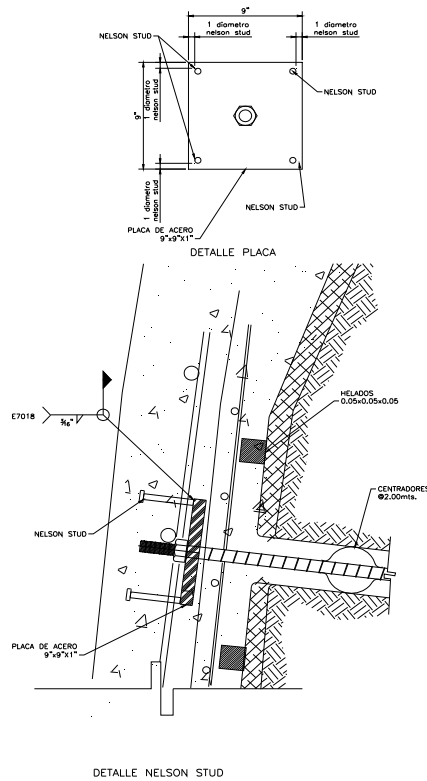 9"
1 diametro
nelson stud
1 diametro
nelson stud
NELSON STUD
1 diametro
nelson stud
9"
NELSON STUD
1 diametro
nelson stud
NELSON STUD
PLACA DE ACERO
9"x9"X1"
DETALLE PLACA
HELADOS
0.05x0.05x0.05
E7018
5/16"
CENTRADORES
@2.00mts.
NELSON STUD
PLACA DE ACERO
9"x9"X1"
DETALLE NELSON STUD